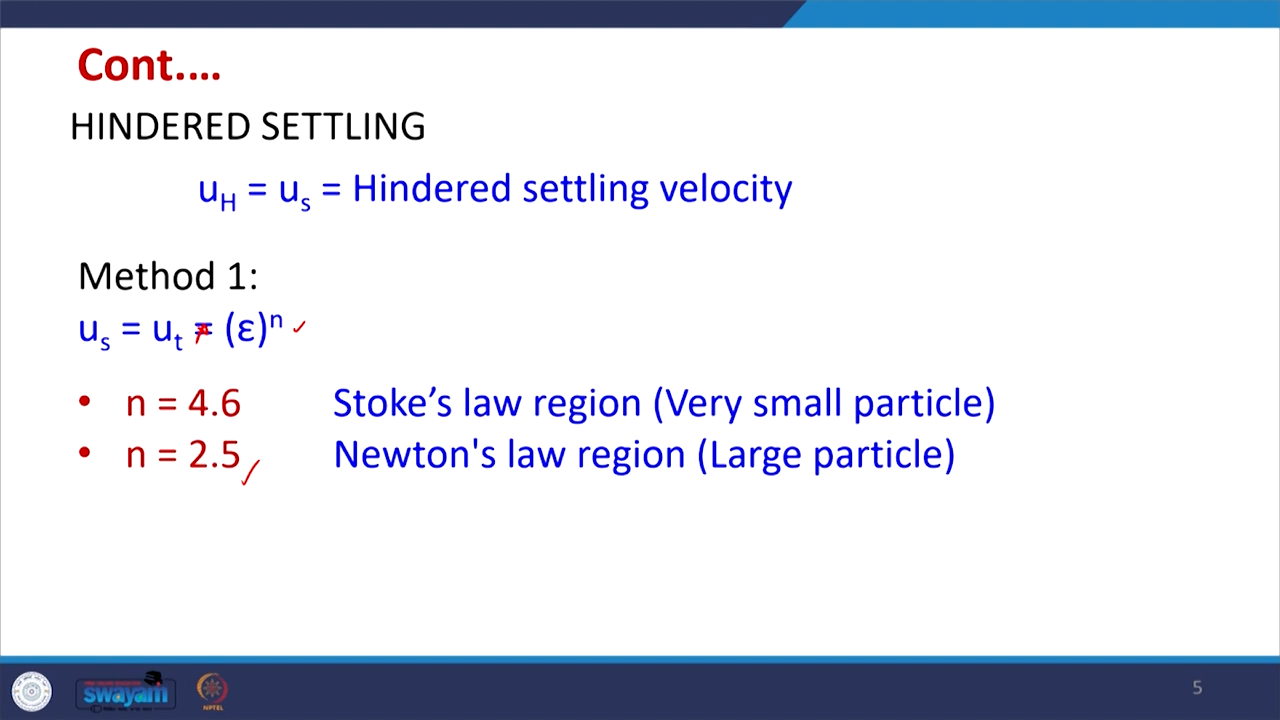 Cont....
HINDERED SETTLING
uH = us = Hindered settling velocity
Method 1:
us = ut = (ε)^n ✓
• n = 4.6 Stoke's law region (Very small particle)
• n = 2.5 Newton's law region (Large particle)
swayam
NPTEL
5